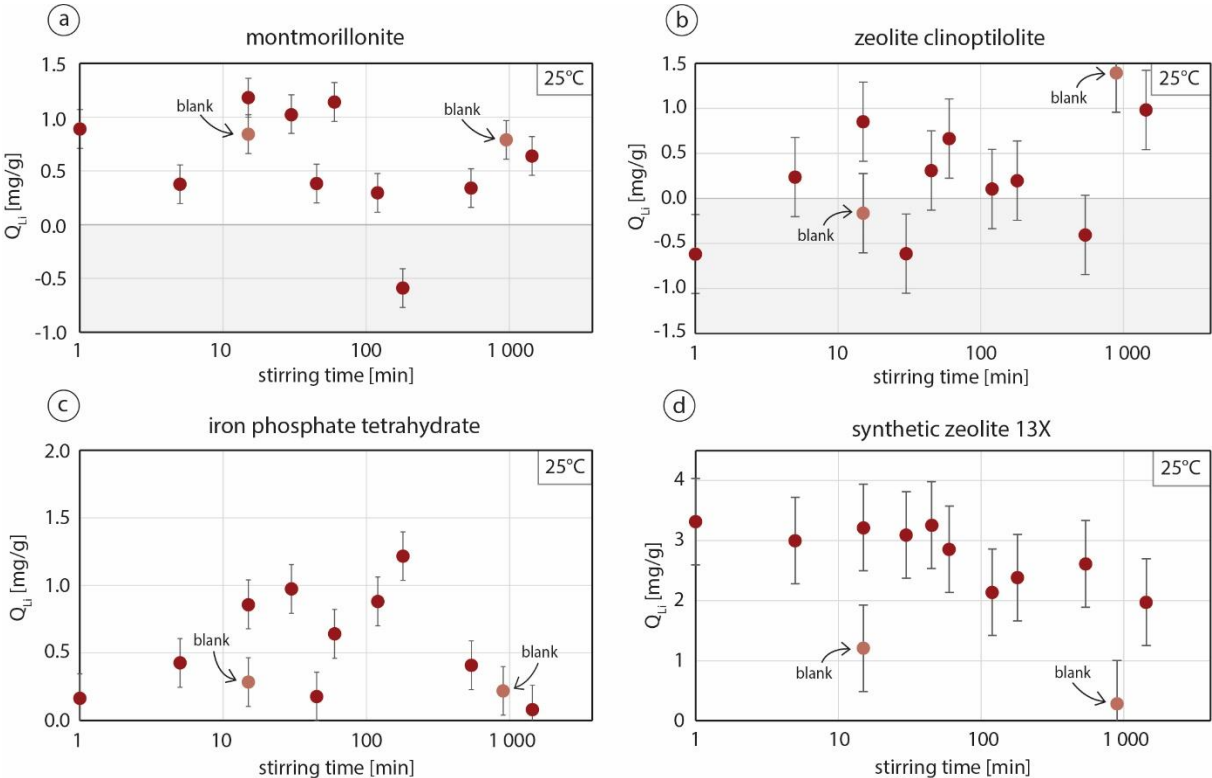 a
montmorillonite
25°C
1.5
1.0
0.5
0.0
-0.5
-1.0
Q_Li [mg/g]
blank
blank
1
10
100
1 000
stirring time [min]
b
zeolite clinoptilolite
25°C
1.5
1.0
0.5
0.0
-0.5
-1.0
-1.5
Q_Li [mg/g]
blank
blank
1
10
100
1 000
stirring time [min]
c
iron phosphate tetrahydrate
25°C
2.0
1.5
1.0
0.5
0.0
Q_Li [mg/g]
blank
blank
1
10
100
1 000
stirring time [min]
d
synthetic zeolite 13X
25°C
4
3
2
1
0
Q_Li [mg/g]
blank
blank
1
10
100
1 000
stirring time [min]